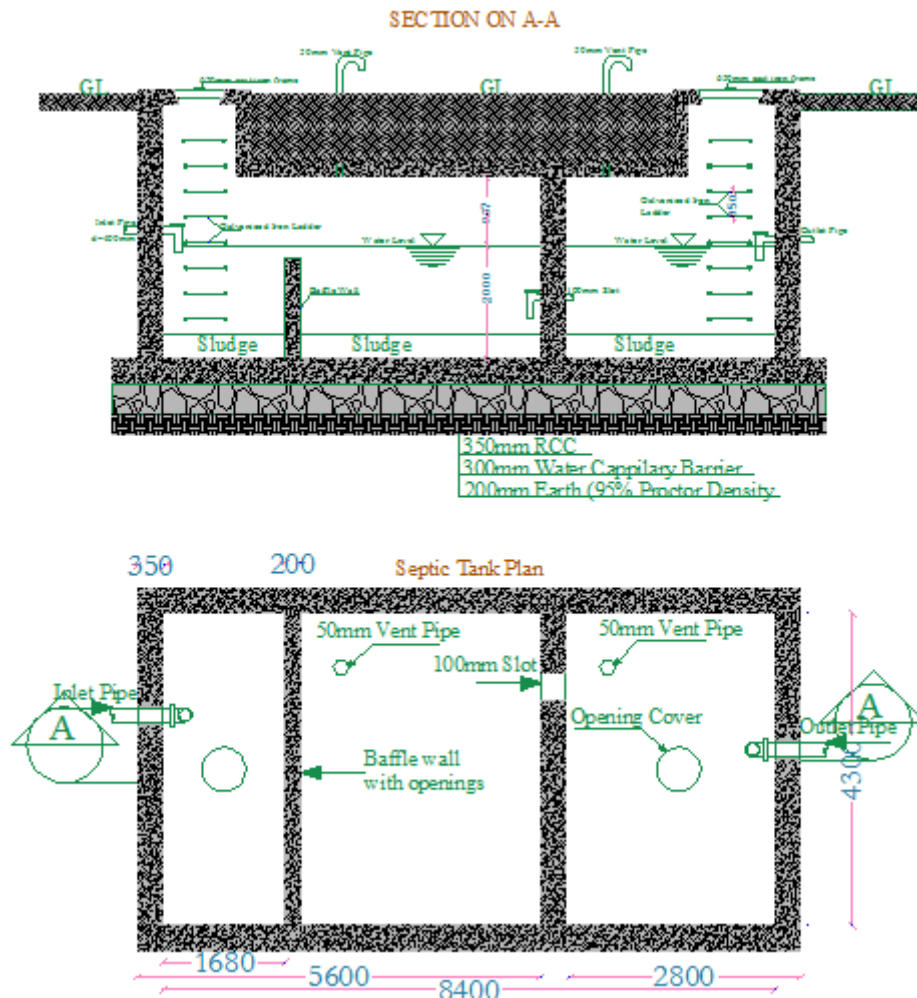 SECTION ON A-A
50mm Vent Pipe
50mm Vent Pipe
GL
GL
GL
Galvanised Iron
Ladder
Inlet Pipe
Galvanised Iron Ladder
Water Level
Water Level
Outlet Pipe
2000
Baffle Wall
100mm Slot
Sludge
Sludge
Sludge
350mm RCC
300mm Water Cappilary Barrier
200mm Earth (95% Proctor Density
350
200
Septic Tank Plan
50mm Vent Pipe
50mm Vent Pipe
100mm Slot
Inlet Pipe
Opening Cover
A
A
Outlet Pipe
Baffle wall
with openings
4300
1680
5600
2800
8400